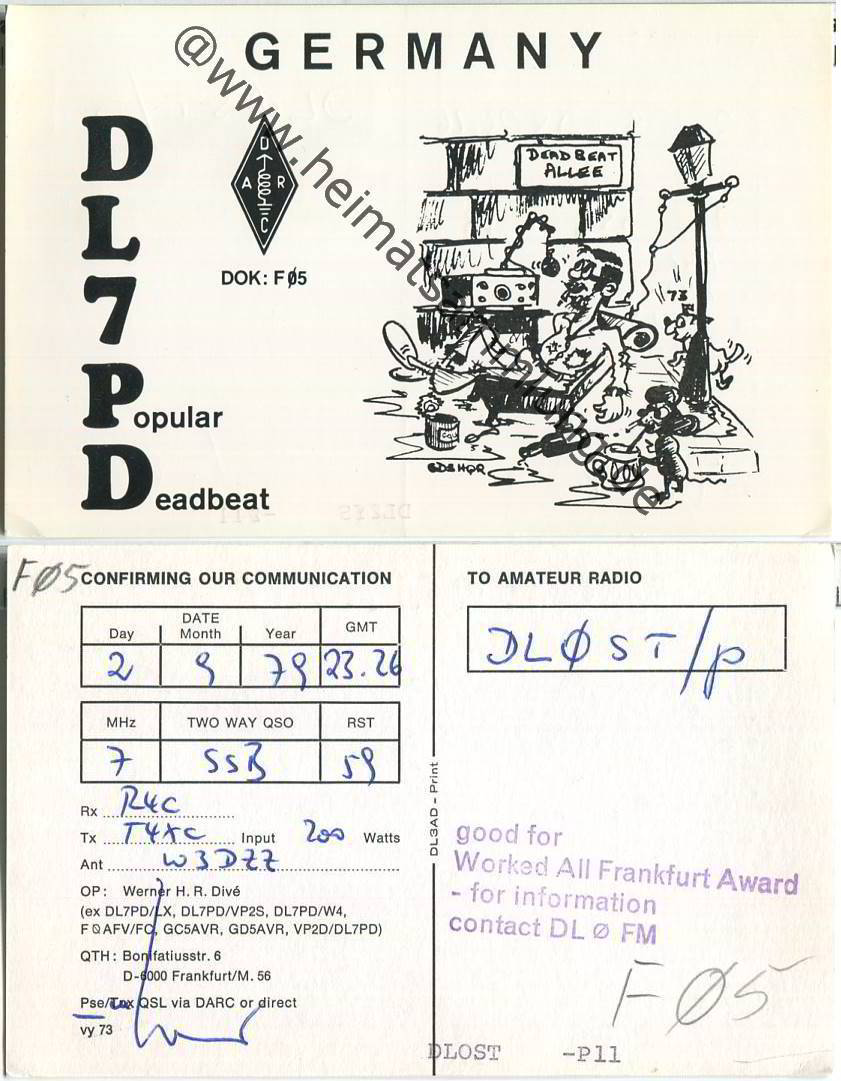 GERMANY
@www.heimatsammlung.de
DL7PD
Popular
Deadbeat
D
A R
C
DOK: FØ5
DEADBEAT
ALLEE
73
COLA
GD5HQR
FØ5
CONFIRMING OUR COMMUNICATION
DATE
Day Month Year GMT
2 9 79 23.26
MHz TWO WAY QSO RST
7 SSB 59
Rx R4C
Tx T4XC Input 200 Watts
Ant W3DZZ
OP: Werner H. R. Divé
(ex DL7PD/LX, DL7PD/VP2S, DL7PD/W4,
FØAFV/FC, GC5AVR, GD5AVR, VP2D/DL7PD)
QTH: Bonifatiusstr. 6
D-6000 Frankfurt/M. 56
Pse/Tnx QSL via DARC or direct
vy 73
DL3AD - Print
TO AMATEUR RADIO
DLØST/p
good for
Worked All Frankfurt Award
- for information
contact DL Ø FM
FØ5
DLOST -P11